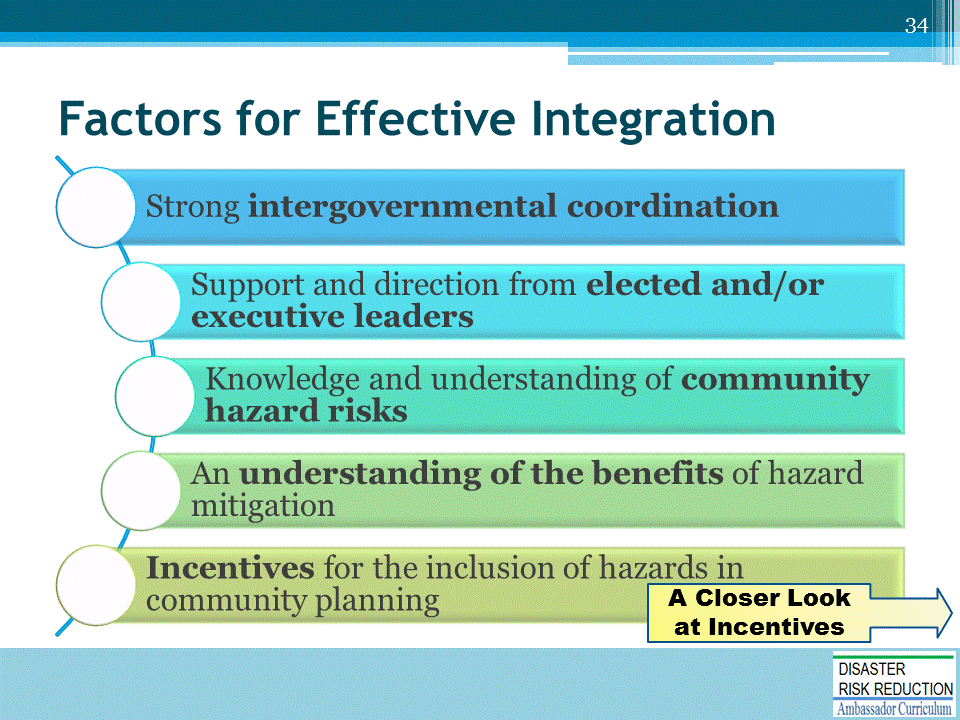 34
Factors for Effective Integration
Strong intergovernmental coordination
Support and direction from elected and/or
executive leaders
Knowledge and understanding of community
hazard risks
An understanding of the benefits of hazard
mitigation
Incentives for the inclusion of hazards in
community planning
A Closer Look
at Incentives
DISASTER
RISK REDUCTION
Ambassador Curriculum